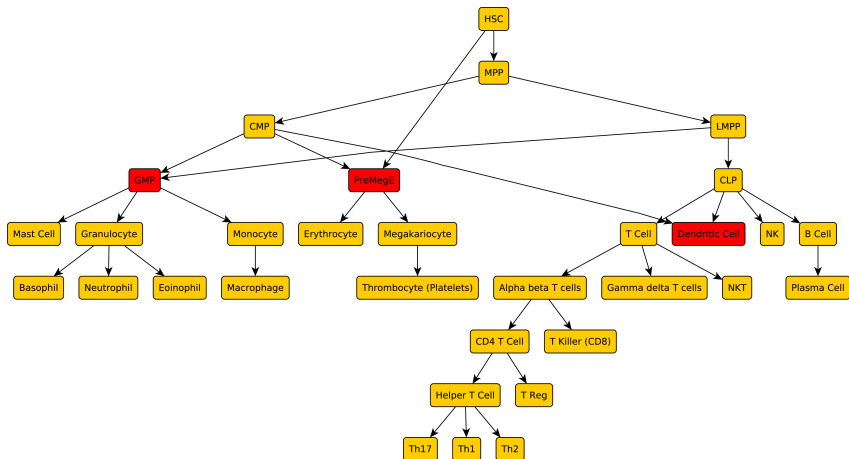 HSC
MPP
CMP
LMPP
GMP
PreMegE
CLP
Mast Cell
Granulocyte
Monocyte
Erythrocyte
Megakariocyte
T Cell
Dendritic Cell
NK
B Cell
Basophil
Neutrophil
Eoinophil
Macrophage
Thrombocyte (Platelets)
Alpha beta T cells
Gamma delta T cells
NKT
Plasma Cell
CD4 T Cell
T Killer (CD8)
Helper T Cell
T Reg
Th17
Th1
Th2